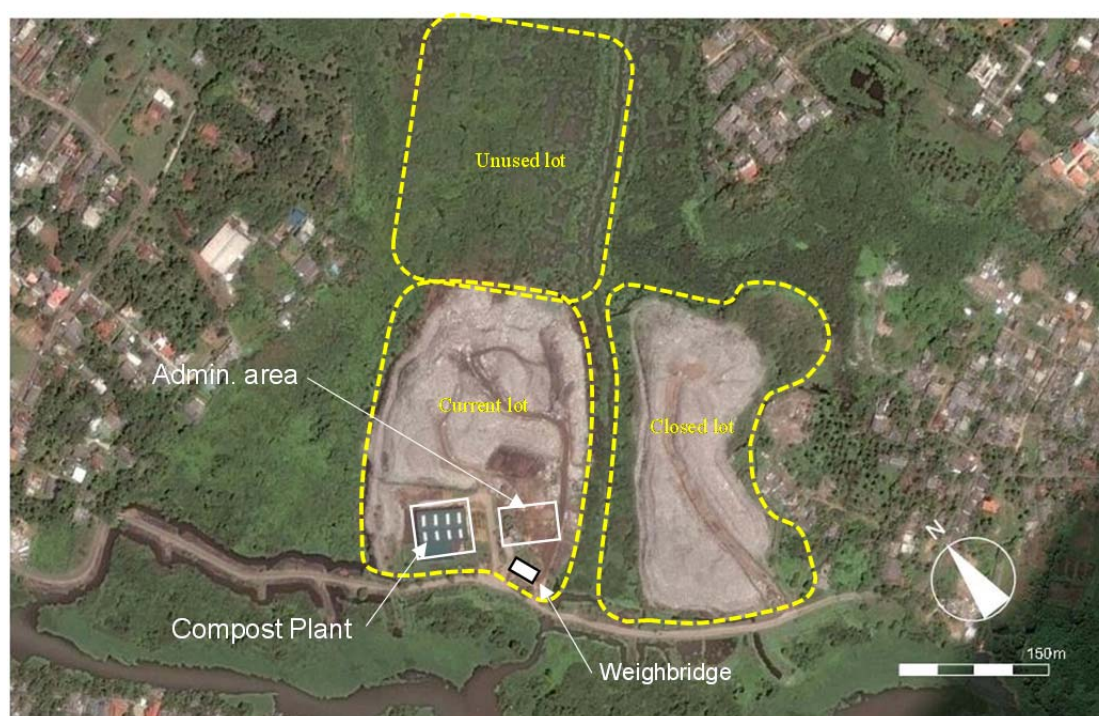 Unused lot
Admin. area
Current lot
Closed lot
N
Compost Plant
Weighbridge
150m